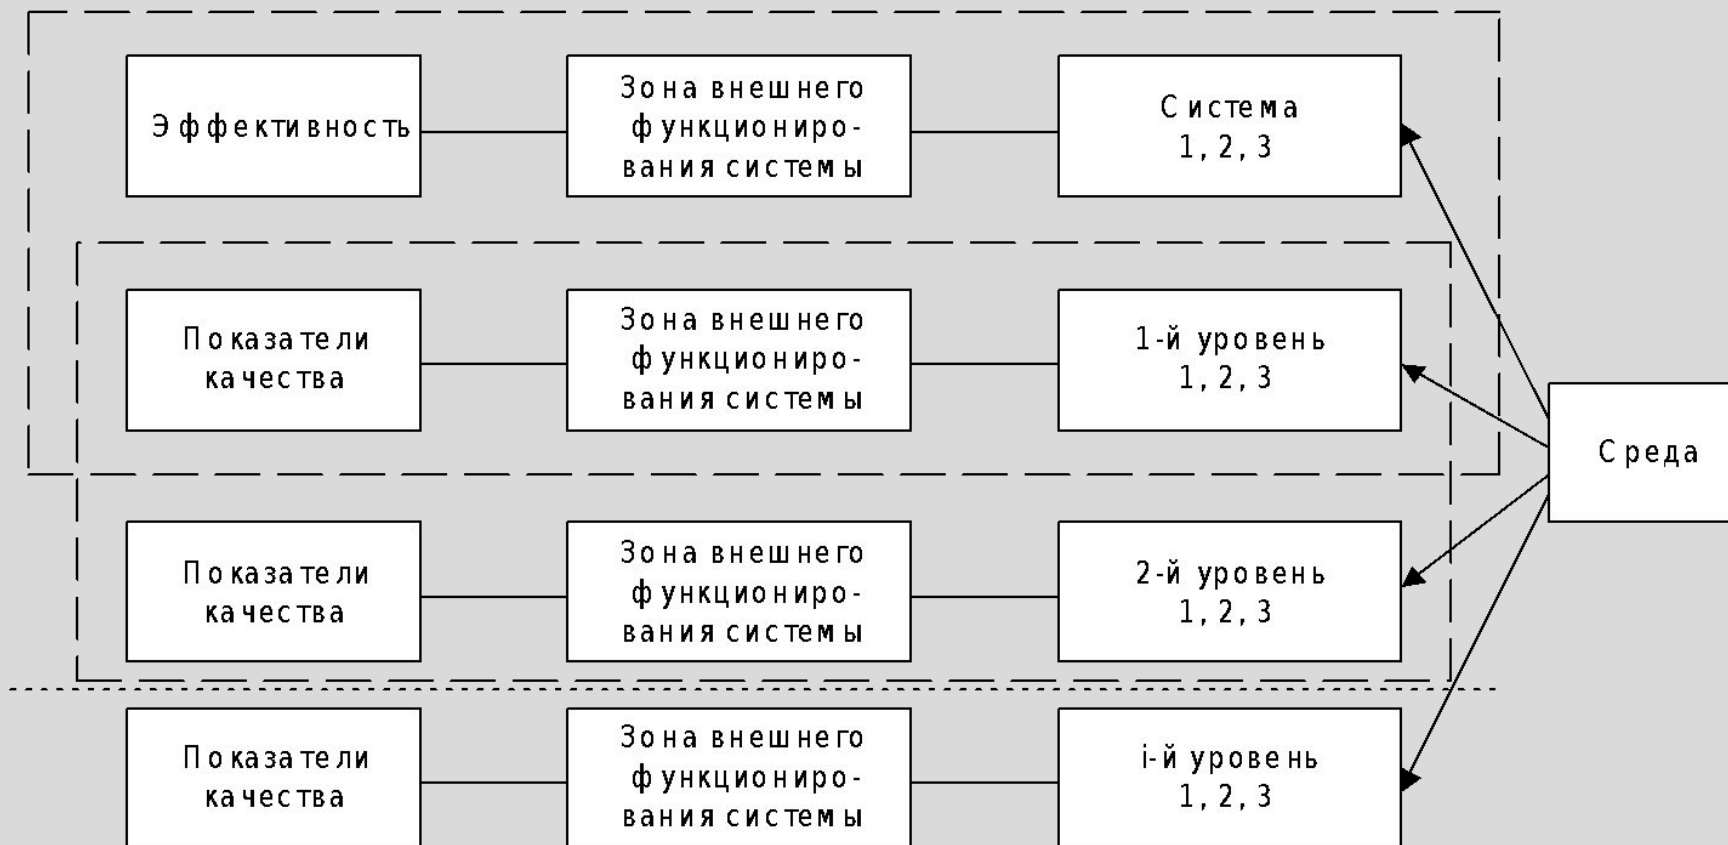 Эффективность
Зона внешнего
функциониро-
вания системы
Система
1, 2, 3
Показатели
качества
Зона внешнего
функциониро-
вания системы
1-й уровень
1, 2, 3
Среда
Показатели
качества
Зона внешнего
функциониро-
вания системы
2-й уровень
1, 2, 3
Показатели
качества
Зона внешнего
функциониро-
вания системы
i-й уровень
1, 2, 3